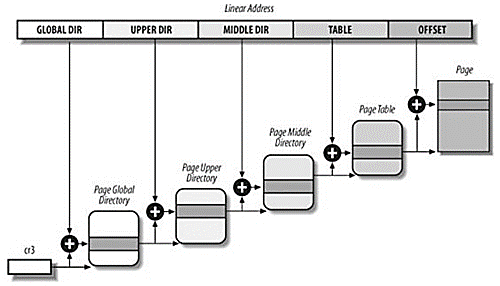 Linear Address
GLOBAL DIR UPPER DIR MIDDLE DIR TABLE OFFSET
Page
Page Table
Page Middle
Directory
Page Upper
Directory
Page Global
Directory
cr3